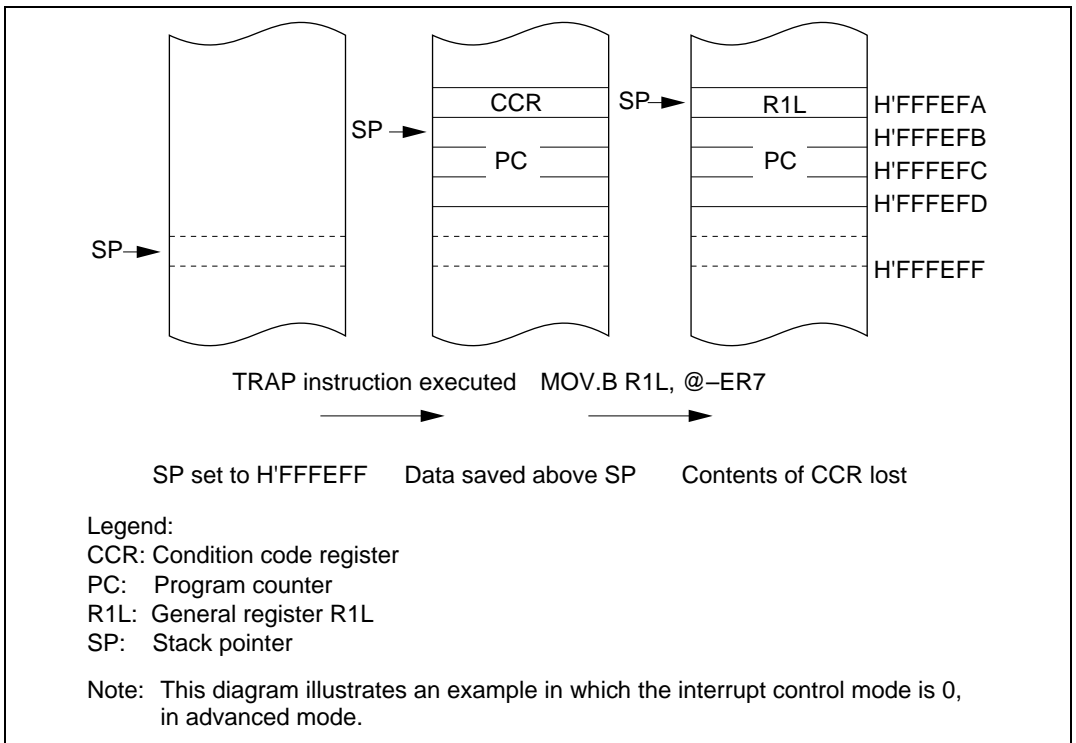 CCR
SP
R1L
H'FFFEFA
SP
H'FFFEFB
PC
PC
H'FFFEFC
H'FFFEFD
SP
H'FFFEFF
TRAP instruction executed
MOV.B R1L, @–ER7
SP set to H'FFFEFF
Data saved above SP
Contents of CCR lost
Legend:
CCR: Condition code register
PC: Program counter
R1L: General register R1L
SP: Stack pointer
Note: This diagram illustrates an example in which the interrupt control mode is 0,
in advanced mode.